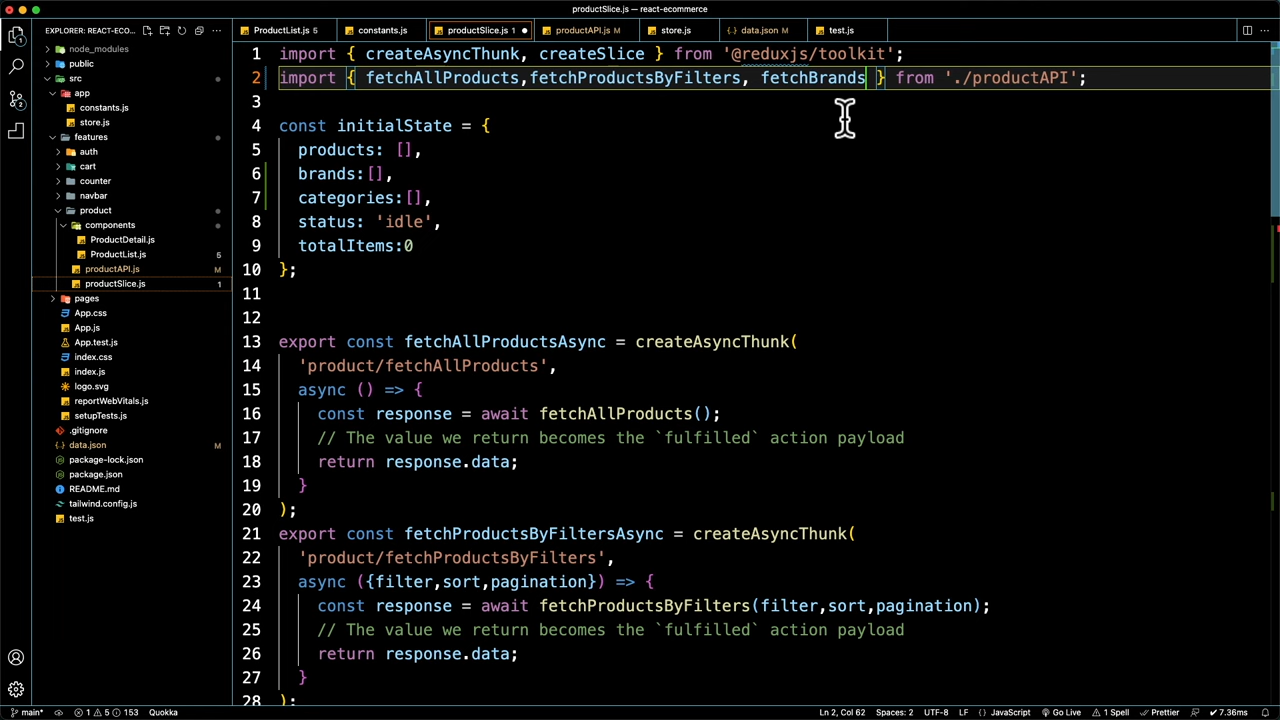 productSlice.js — react-ecommerce
EXPLORER: REACT-EC...
ProductList.js 5
constants.js
productSlice.js 1
productAPI.js M
store.js
data.json M
test.js
node_modules
public
src
app
constants.js
store.js
features
auth
cart
counter
navbar
product
components
ProductDetail.js
ProductList.js 5
productAPI.js M
productSlice.js 1
pages
App.css
App.js
App.test.js
index.css
index.js
logo.svg
reportWebVitals.js
setupTests.js
.gitignore
data.json M
package-lock.json
package.json
README.md
tailwind.config.js
test.js
1 import { createAsyncThunk, createSlice } from '@reduxjs/toolkit';
2 import { fetchAllProducts,fetchProductsByFilters, fetchBrands } from './productAPI';
3
4 const initialState = {
5 products: [],
6 brands:[],
7 categories:[],
8 status: 'idle',
9 totalItems:0
10 };
11
12
13 export const fetchAllProductsAsync = createAsyncThunk(
14 'product/fetchAllProducts',
15 async () => {
16 const response = await fetchAllProducts();
17 // The value we return becomes the `fulfilled` action payload
18 return response.data;
19 }
20 );
21 export const fetchProductsByFiltersAsync = createAsyncThunk(
22 'product/fetchProductsByFilters',
23 async ({filter,sort,pagination}) => {
24 const response = await fetchProductsByFilters(filter,sort,pagination);
25 // The value we return becomes the `fulfilled` action payload
26 return response.data;
27 }
28 );
main* 1 5 153 Quokka Ln 2, Col 62 Spaces: 2 UTF-8 LF {} JavaScript Go Live 1 Spell Prettier 7.36ms